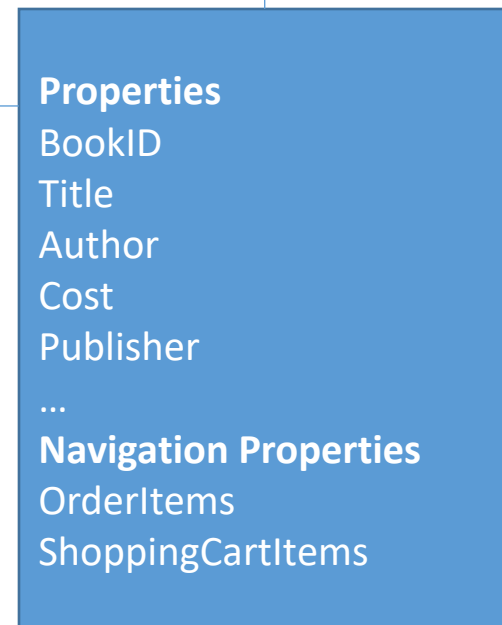 Properties
BookID
Title
Author
Cost
Publisher
…
Navigation Properties
OrderItems
ShoppingCartItems